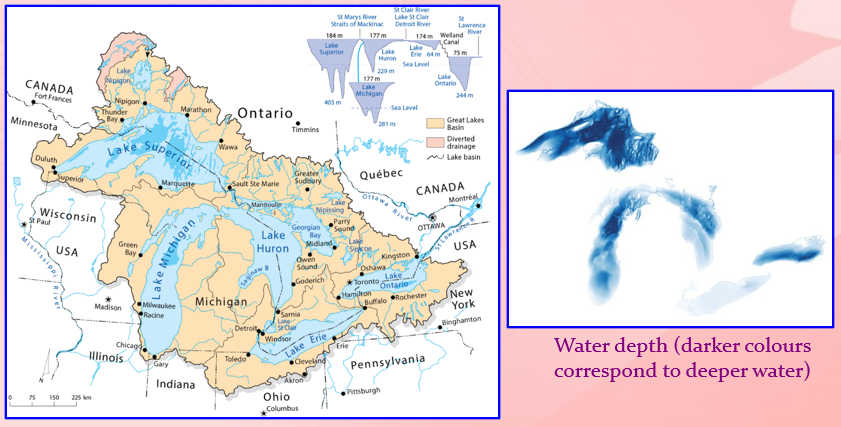 St Clair River
St Marys River
Lake St Clair
Straits of Mackinac
Detroit River
St
Lawrence
River
Welland
Canal
184 m
177 m
174 m
75 m
Lake
Superior
Lake
Huron
Lake
Erie
64 m
229 m
Sea Level
177 m
Lake
Michigan
Lake
Ontario
405 m
244 m
Sea Level
281 m
Great Lakes
Basin
Diverted
drainage
Lake basin
Lake
Nipigon
CANADA
Fort Frances
Nipigon
Marathon
Ontario
Thunder
Bay
Timmins
Minnesota
Wawa
Lake Superior
Duluth
Superior
Marquette
Sault Ste Marie
Greater
Sudbury
Québec
CANADA
Ottawa River
Montréal
Manitoulin
Lake
Nipissing
Wisconsin
St Paul
Mississippi River
USA
Georgian
Bay
Parry
Sound
OTTAWA
St Lawrence R
USA
Green
Bay
Lake Michigan
Lake
Huron
Midland
Lake
Simcoe
Kingston
Owen
Sound
Oshawa
Saginaw B
Goderich
Toronto
Lake
Ontario
Madison
Milwaukee
Racine
Michigan
Hamilton
Rochester
Buffalo
New
York
Sarnia
Lake
St Clair
Detroit
Windsor
Binghamton
Chicago
Gary
Toledo
Lake Erie
Erie
Illinois
Cleveland
Akron
Pennsylvania
Indiana
Ohio
Columbus
Pittsburgh
N
0 75 150 225 km
Water depth (darker colours
correspond to deeper water)